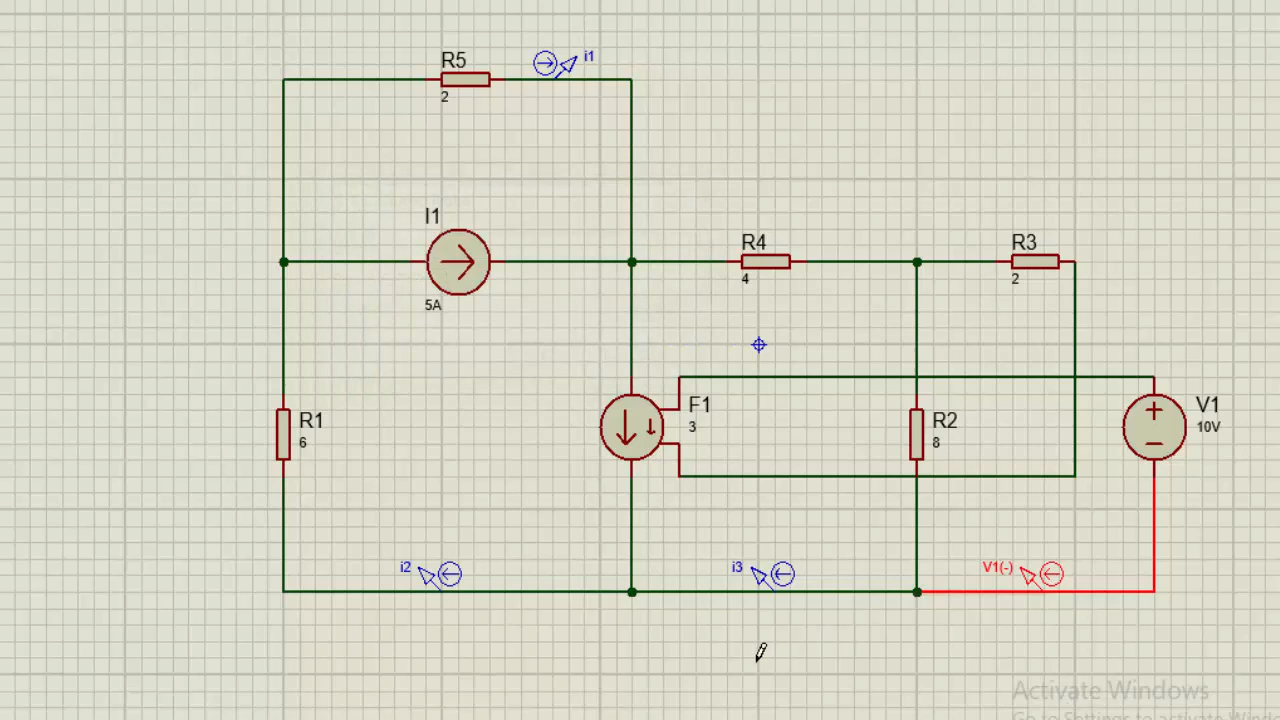 R5
2
i1
I1
5A
R4
4
R3
2
R1
6
F1
3
R2
8
V1
10V
i2
i3
V1(-)
Activate Windows